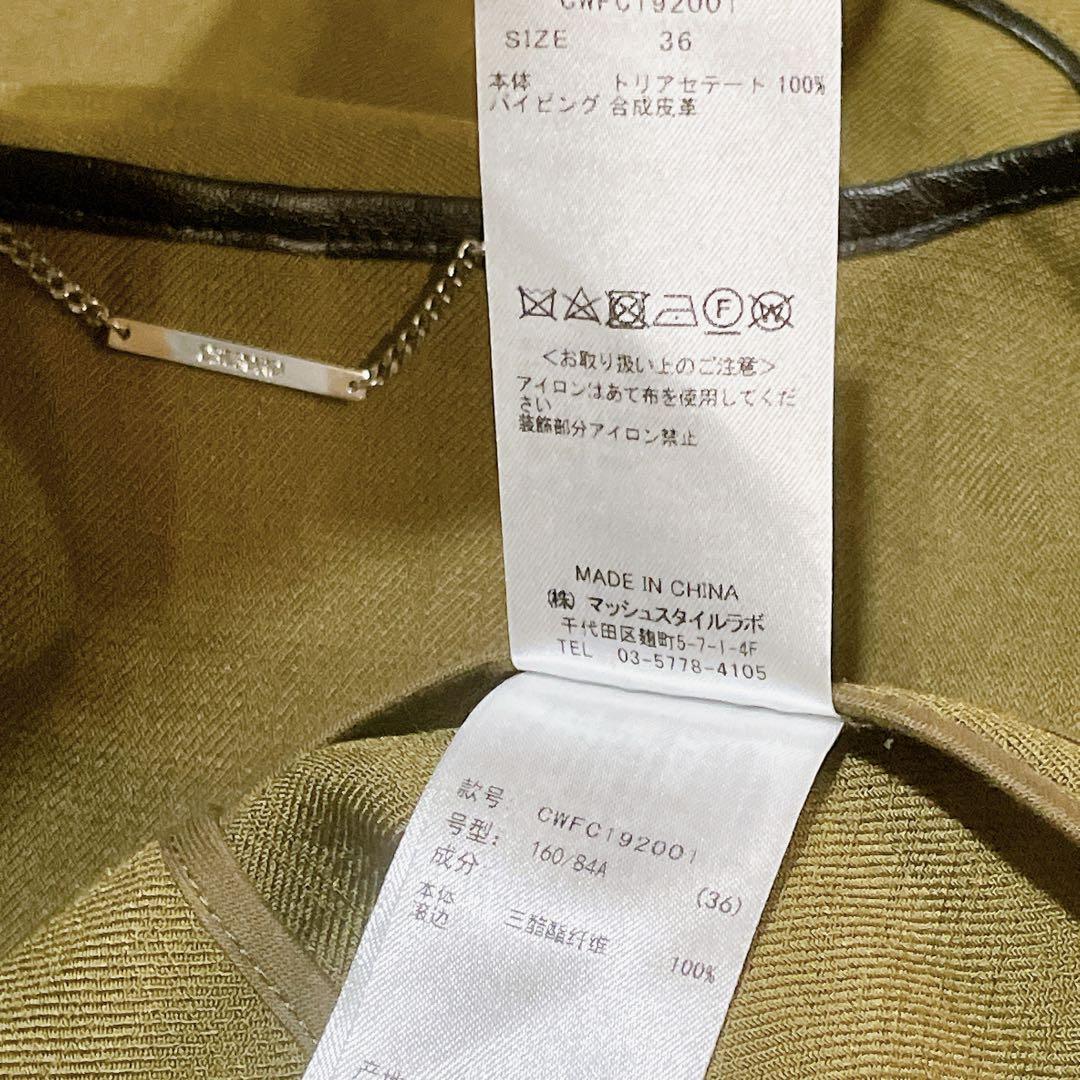 CWFC192001
SIZE 36
本体 トリアセテート 100%
パイピング 合成皮革
F
W
<お取り扱い上のご注意>
アイロンはあて布を使用してくだ
さい
装飾部分アイロン禁止
MADE IN CHINA
(株) マッシュスタイルラボ
千代田区麹町5-7-1-4F
TEL 03-5778-4105
款号: CWFC192001
号型: 160/84A (36)
成分
本体 三醋酯纤维 100%
滚边